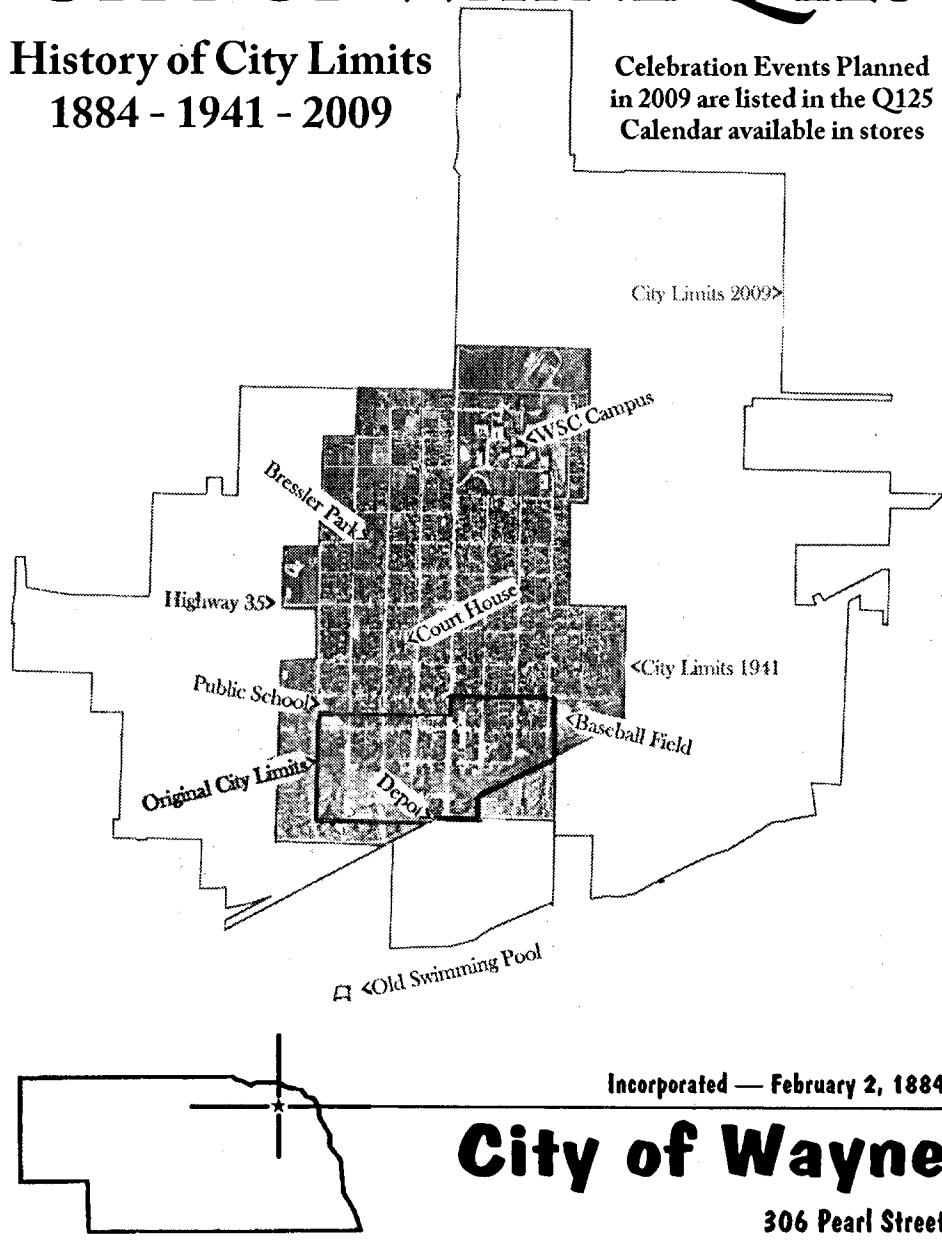 History of City Limits
1884 - 1941 - 2009
Celebration Events Planned
in 2009 are listed in the Q125
Calendar available in stores
City Limits 2009>
<WSC Campus
Bressler Park
Highway 35>
<Court House
<City Limits 1941
Public School>
<Baseball Field
Original City Limits
Depot
<Old Swimming Pool
Incorporated — February 2, 1884
City of Wayne
306 Pearl Street